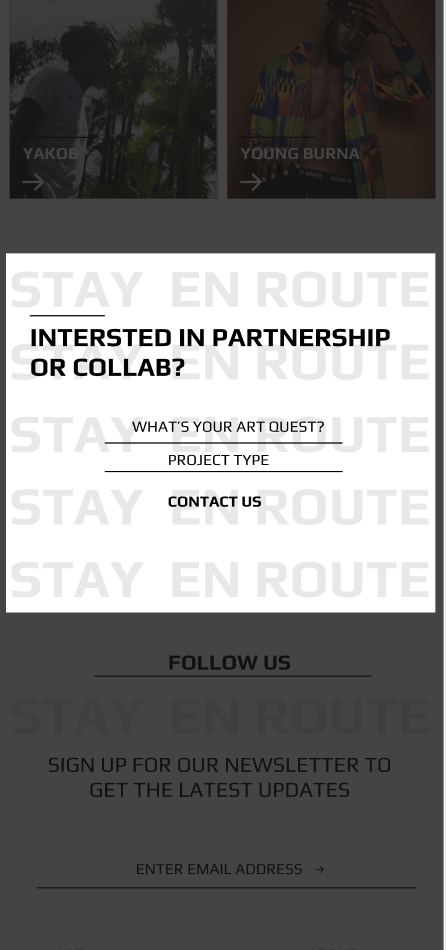 YAKOB
YOUNG BURNA
STAY EN ROUTE
INTERSTED IN PARTNERSHIP
STAY EN ROUTE
OR COLLAB?
STAY EN ROUTE
WHAT'S YOUR ART QUEST?
PROJECT TYPE
STAY EN ROUTE
CONTACT US
STAY EN ROUTE
FOLLOW US
STAY EN ROUTE
SIGN UP FOR OUR NEWSLETTER TO
GET THE LATEST UPDATES
ENTER EMAIL ADDRESS →